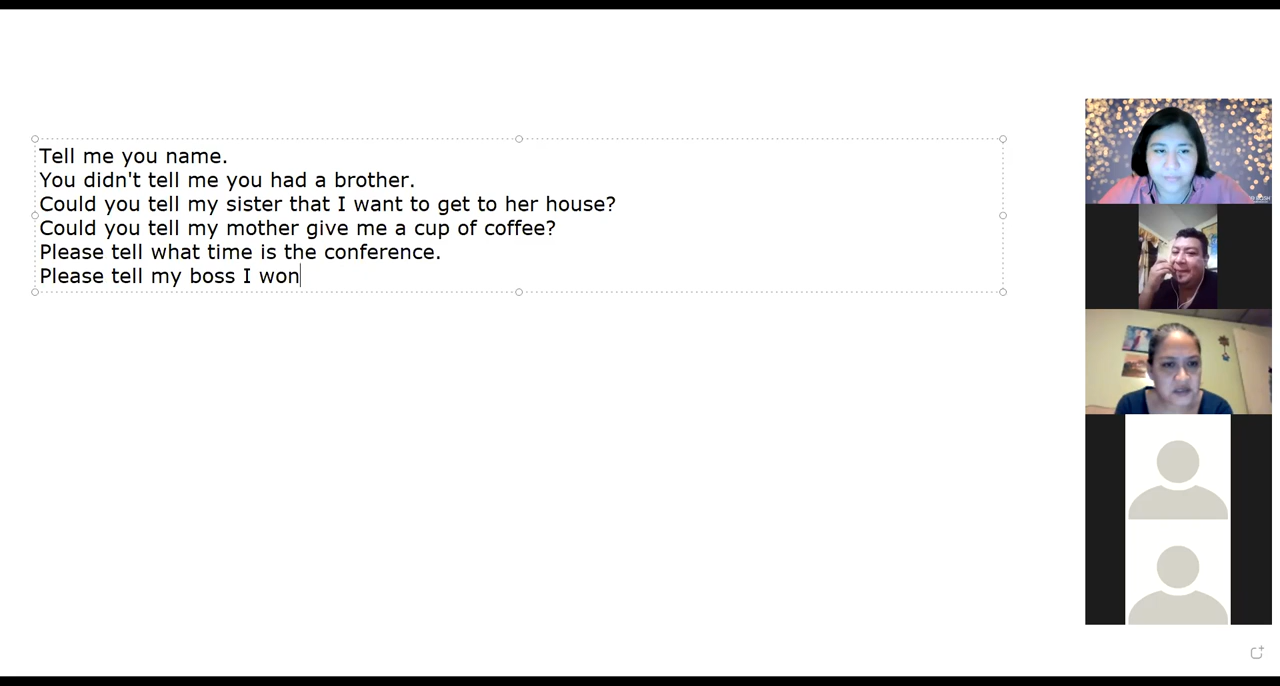 Tell me you name.
You didn't tell me you had a brother.
Could you tell my sister that I want to get to her house?
Could you tell my mother give me a cup of coffee?
Please tell what time is the conference.
Please tell my boss I won